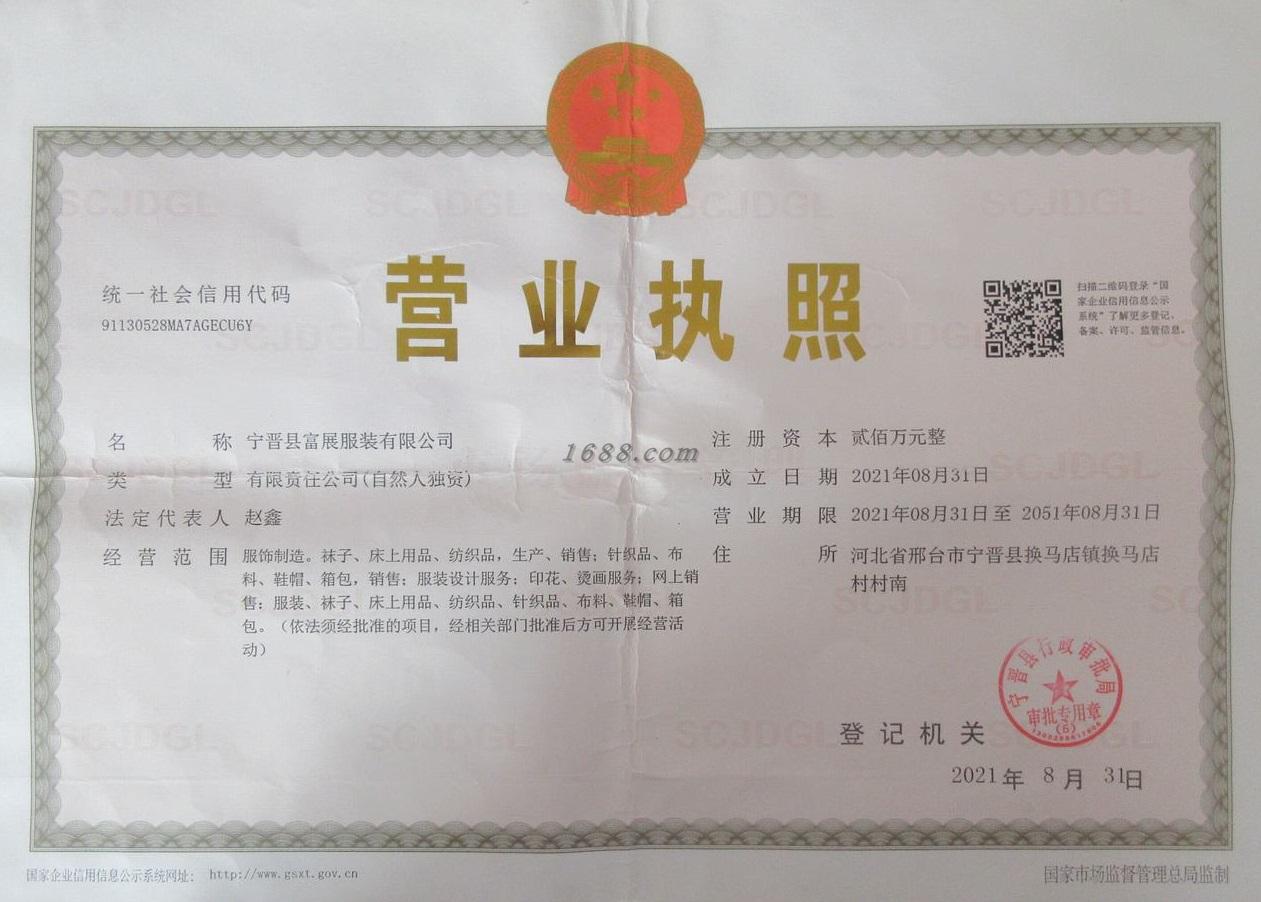 营业执照
统一社会信用代码
91130528MA7AGECU6Y
扫描二维码登录“国
家企业信用信息公示
系统”了解更多登记、
备案、许可、监管信息。
名称 宁晋县富展服装有限公司
类型 有限责任公司(自然人独资)
法定代表人 赵鑫
经营范围 服饰制造。袜子、床上用品、纺织品，生产、销售；针织品、布
料、鞋帽、箱包，销售；服装设计服务；印花、烫画服务；网上销
售：服装、袜子、床上用品、纺织品、针织品、布料、鞋帽、箱
包。（依法须经批准的项目，经相关部门批准后方可开展经营活
动）
1688.com
注册资本 贰佰万元整
成立日期 2021年08月31日
营业期限 2021年08月31日至 2051年08月31日
住所 河北省邢台市宁晋县换马店镇换马店
村村南
宁晋县行政审批局
审批专用章
(6)
登记机关
2021年 8月 31日
SCJDGL
国家企业信用信息公示系统网址： http://www.gsxt.gov.cn
国家市场监督管理总局监制